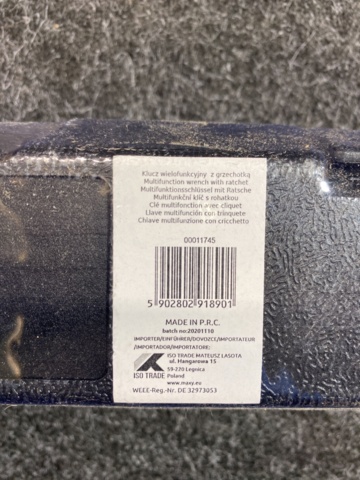 Klucz wielofunkcyjny z grzechotką
Multifunction wrench with ratchet
Multifunktionsschlüssel mit Ratsche
Multifunkční klíč s rohatkou
Clé multifonction avec cliquet
Llave multifunción con trinquete
Chiave multifunzione con cricchetto
00011745
5 902802 918901
MADE IN P.R.C.
batch no:20201110
IMPORTER/EINFÜHRER/DOVOZCE/IMPORTATEUR
/IMPORTADOR/IMPORTATORE:
ISO TRADE MATEUSZ LASOTA
ul. Hangarowa 15
59-220 Legnica
Poland
ISO TRADE
www.maxy.eu
WEEE-Reg.-Nr. DE 32973053